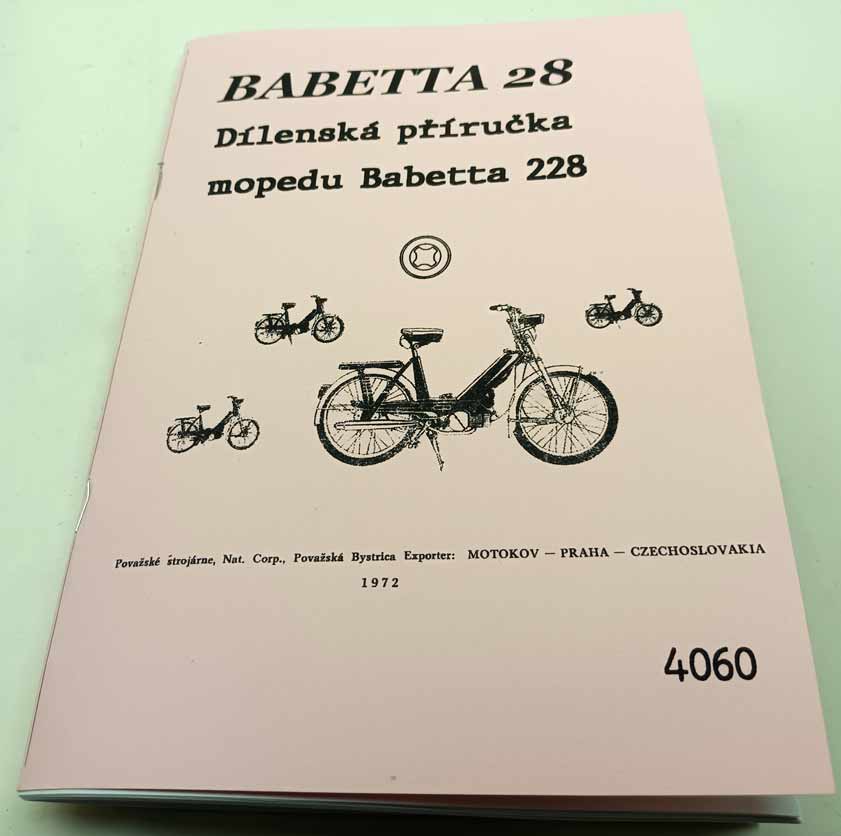 BABETTA 28
Dílenská příručka
mopedu Babetta 228
Považské strojárne, Nat. Corp., Považská Bystrica Exporter: MOTOKOV — PRAHA — CZECHOSLOVAKIA
1972
4060